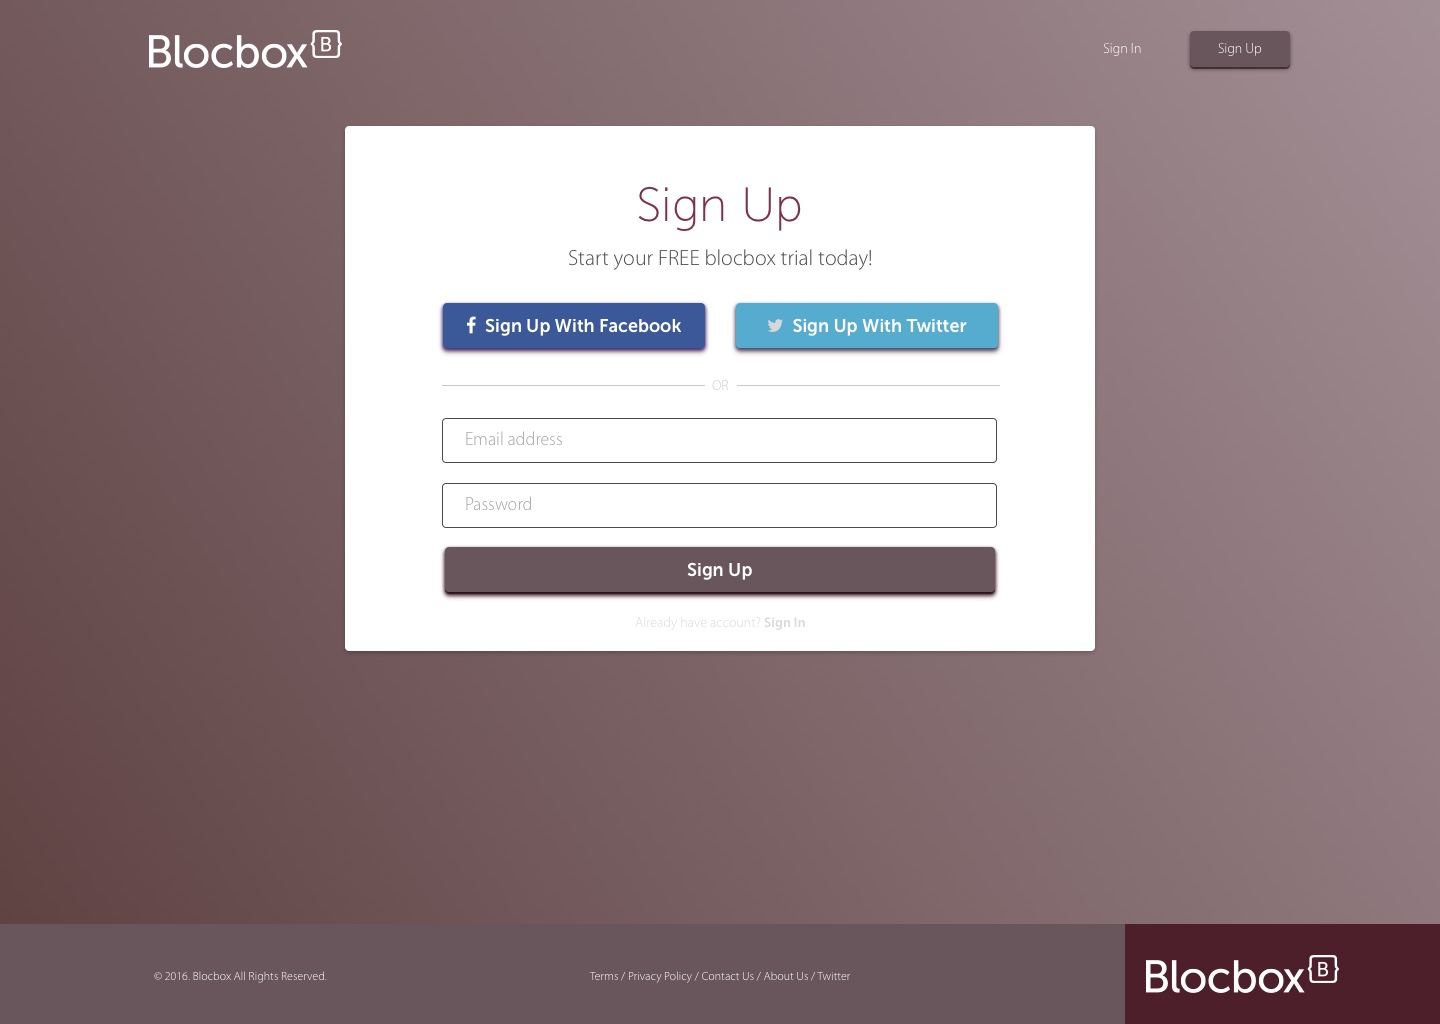 Blocbox {B}
Sign In
Sign Up
Sign Up
Start your FREE blocbox trial today!
Sign Up With Facebook
Sign Up With Twitter
OR
Email address
Password
Sign Up
Already have account? Sign In
© 2016. Blocbox All Rights Reserved.
Terms / Privacy Policy / Contact Us / About Us / Twitter
Blocbox {B}